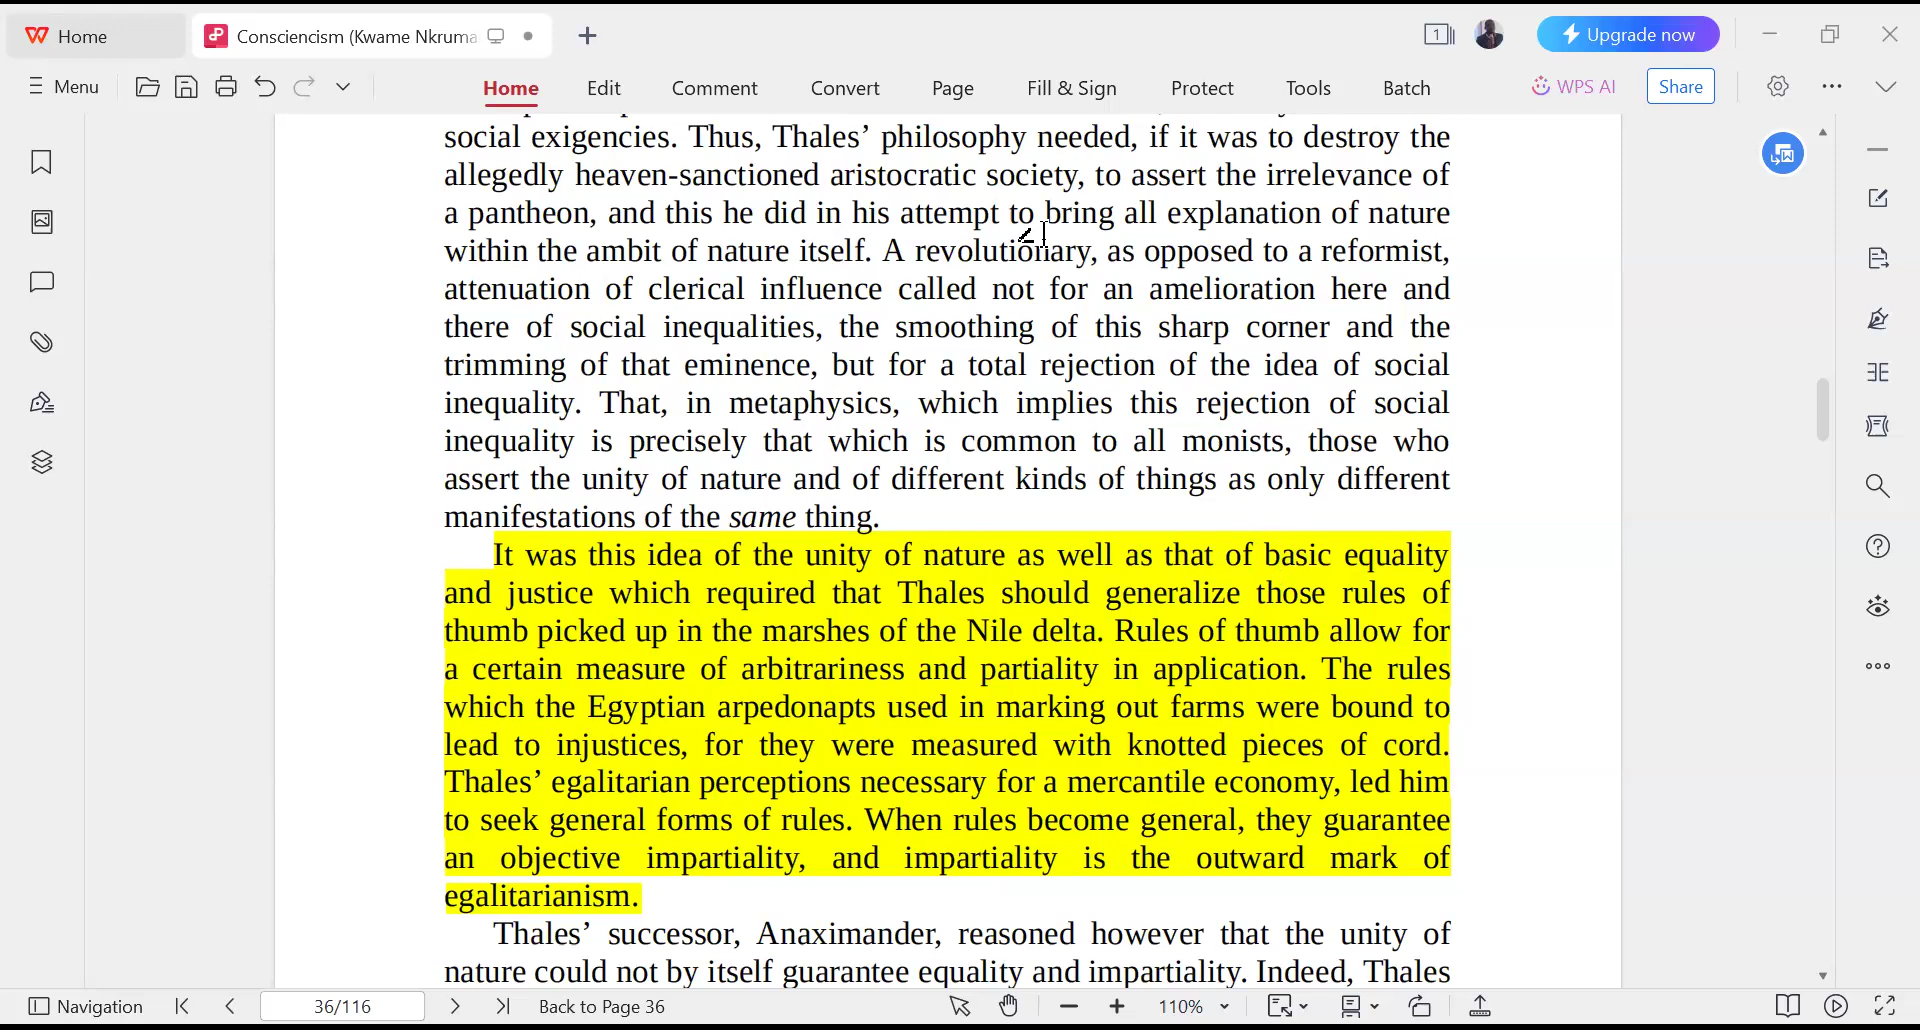 Home
Consciencism (Kwame Nkruma
Upgrade now
Menu
Home Edit Comment Convert Page Fill & Sign Protect Tools Batch
WPS AI
Share
social exigencies. Thus, Thales’ philosophy needed, if it was to destroy the
allegedly heaven-sanctioned aristocratic society, to assert the irrelevance of
a pantheon, and this he did in his attempt to bring all explanation of nature
within the ambit of nature itself. A revolutionary, as opposed to a reformist,
attenuation of clerical influence called not for an amelioration here and
there of social inequalities, the smoothing of this sharp corner and the
trimming of that eminence, but for a total rejection of the idea of social
inequality. That, in metaphysics, which implies this rejection of social
inequality is precisely that which is common to all monists, those who
assert the unity of nature and of different kinds of things as only different
manifestations of the same thing.
It was this idea of the unity of nature as well as that of basic equality
and justice which required that Thales should generalize those rules of
thumb picked up in the marshes of the Nile delta. Rules of thumb allow for
a certain measure of arbitrariness and partiality in application. The rules
which the Egyptian arpedonapts used in marking out farms were bound to
lead to injustices, for they were measured with knotted pieces of cord.
Thales’ egalitarian perceptions necessary for a mercantile economy, led him
to seek general forms of rules. When rules become general, they guarantee
an objective impartiality, and impartiality is the outward mark of
egalitarianism.
Thales’ successor, Anaximander, reasoned however that the unity of
nature could not by itself guarantee equality and impartiality. Indeed, Thales
Navigation
36/116
Back to Page 36
110%